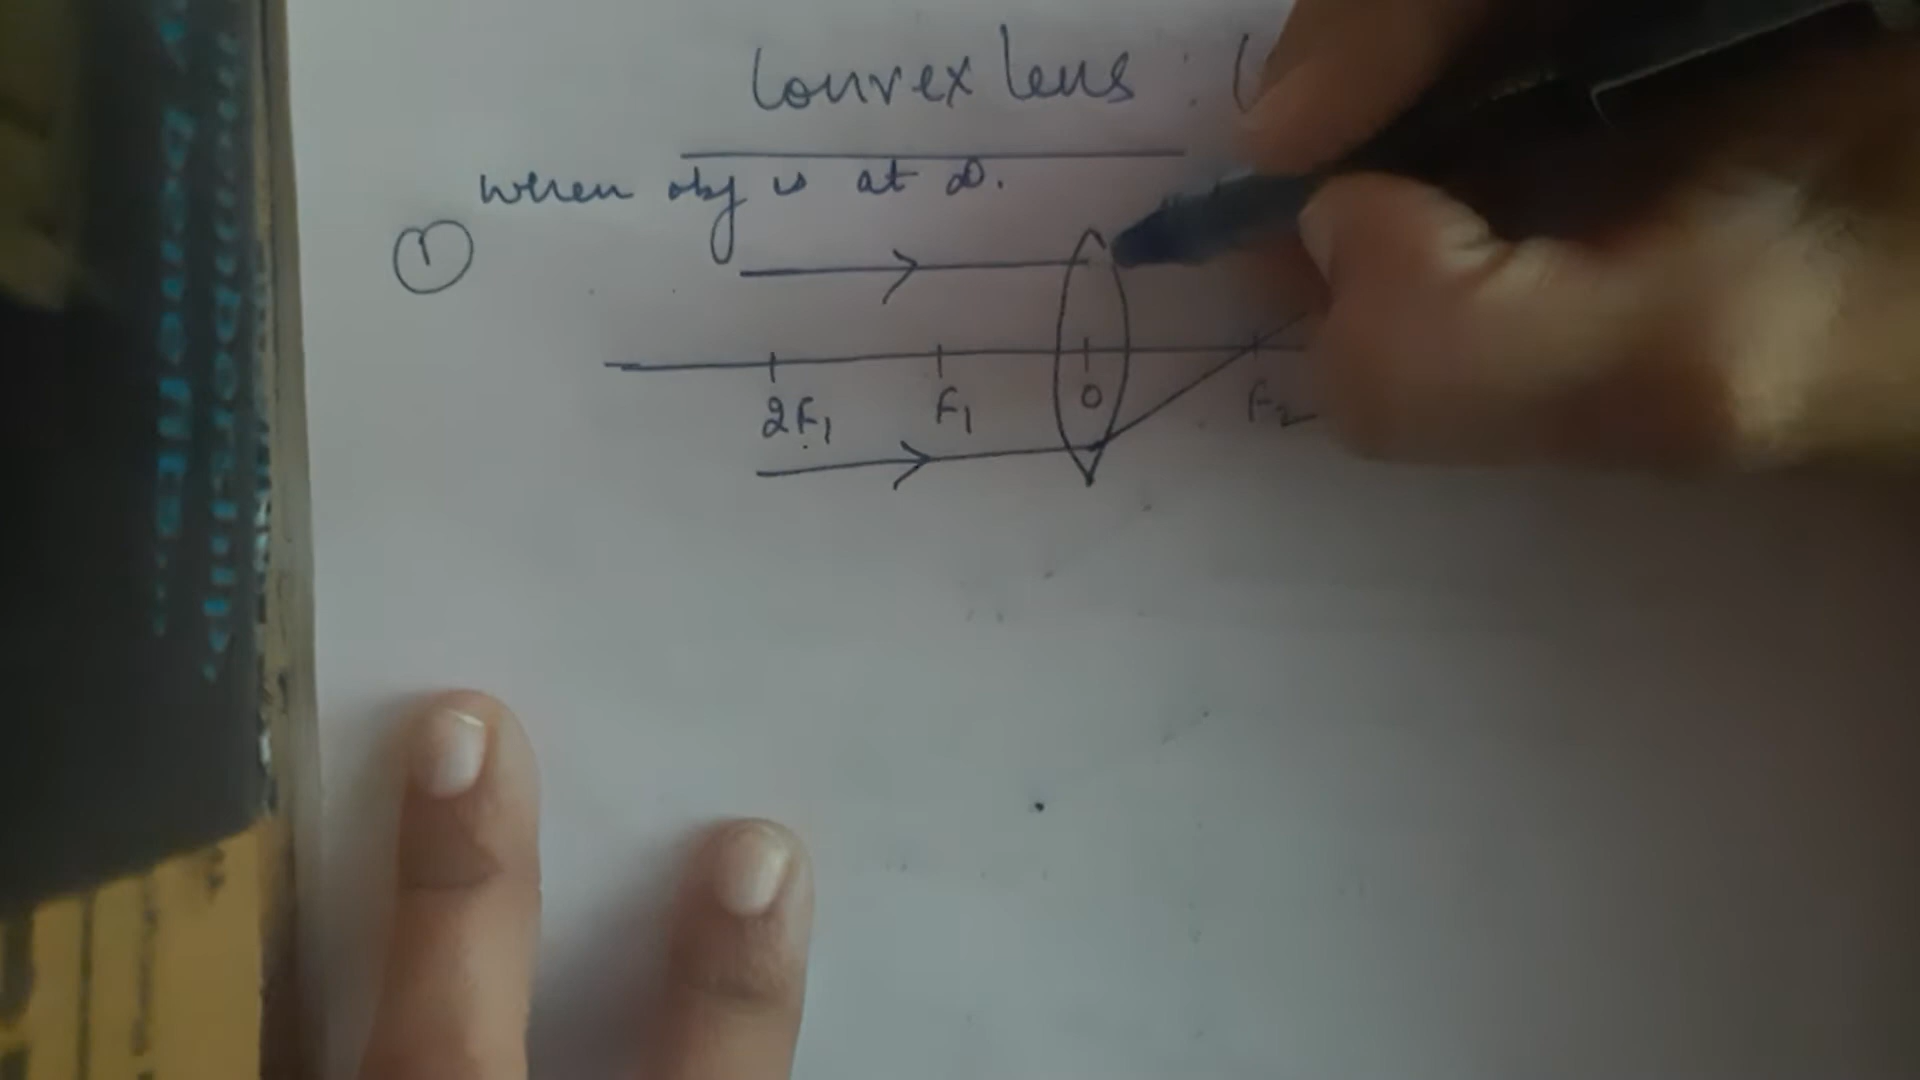 Convex lens : (
when obj is at ∞.
①
2F₁ F₁ O F₂